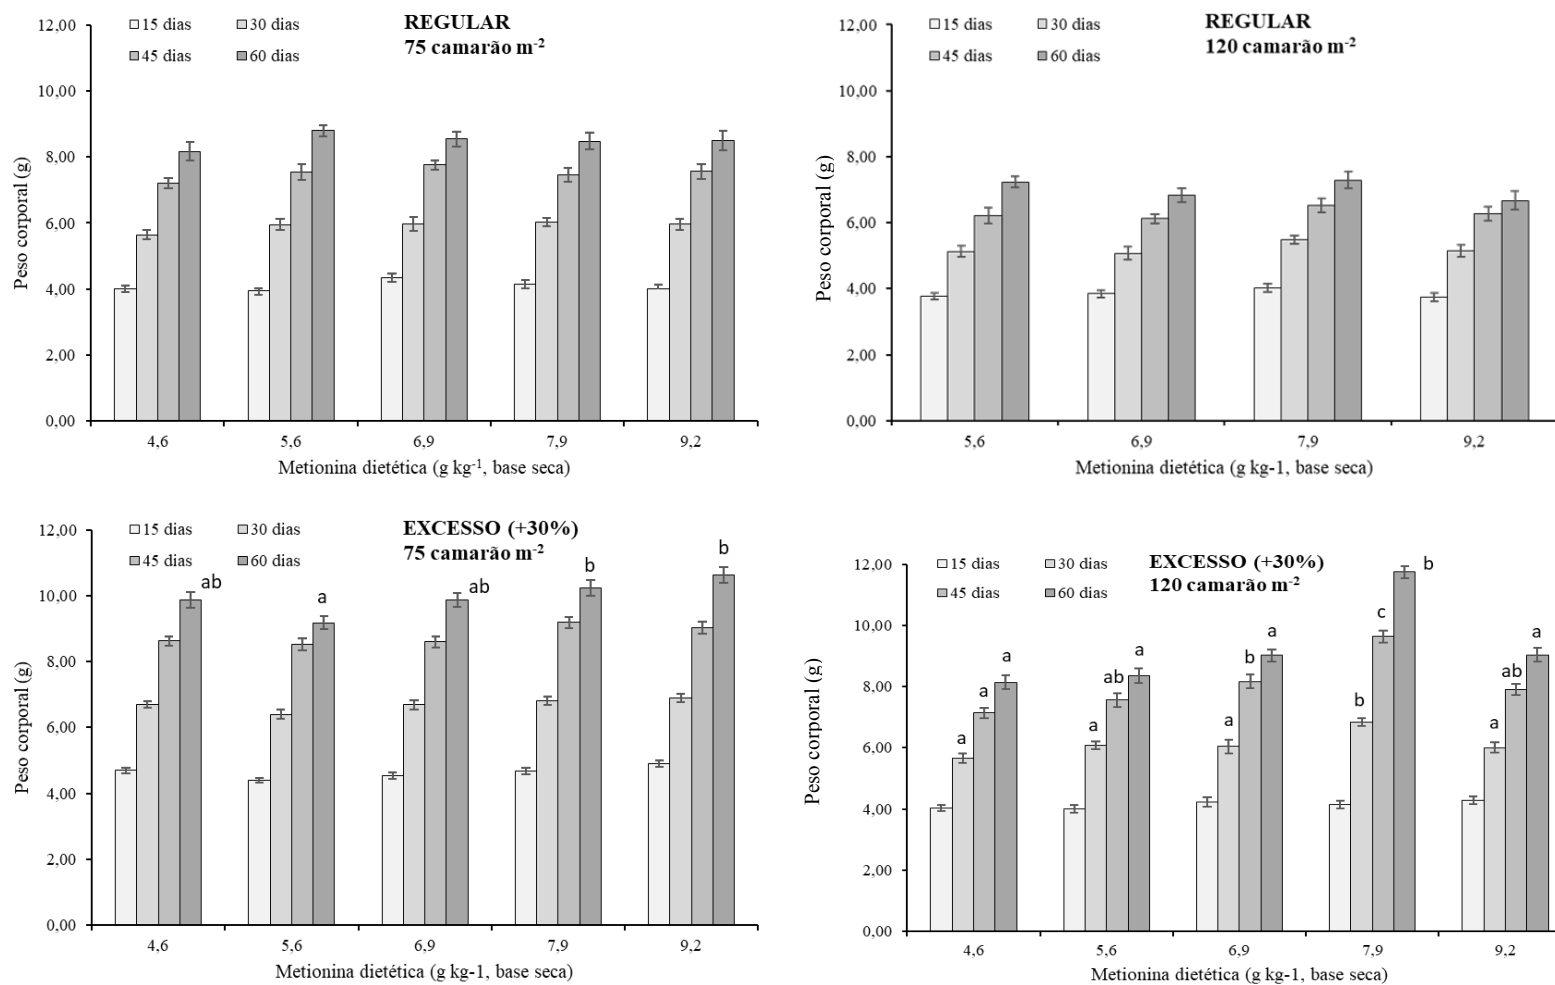 REGULAR
75 camarão m-2
15 dias
30 dias
45 dias
60 dias
12,00
10,00
8,00
6,00
4,00
2,00
0,00
Peso corporal (g)
4,6
5,6
6,9
7,9
9,2
Metionina dietética (g kg-1, base seca)
REGULAR
120 camarão m-2
15 dias
30 dias
45 dias
60 dias
12,00
10,00
8,00
6,00
4,00
2,00
0,00
Peso corporal (g)
5,6
6,9
7,9
9,2
Metionina dietética (g kg-1, base seca)
EXCESSO (+30%)
75 camarão m-2
15 dias
30 dias
45 dias
60 dias
12,00
10,00
8,00
6,00
4,00
2,00
0,00
Peso corporal (g)
ab
a
ab
b
b
4,6
5,6
6,9
7,9
9,2
Metionina dietética (g kg-1, base seca)
EXCESSO (+30%)
120 camarão m-2
15 dias
30 dias
45 dias
60 dias
12,00
10,00
8,00
6,00
4,00
2,00
0,00
Peso corporal (g)
a
a
a
a
ab
a
a
b
a
b
c
b
a
ab
a
4,6
5,6
6,9
7,9
9,2
Metionina dietética (g kg-1, base seca)